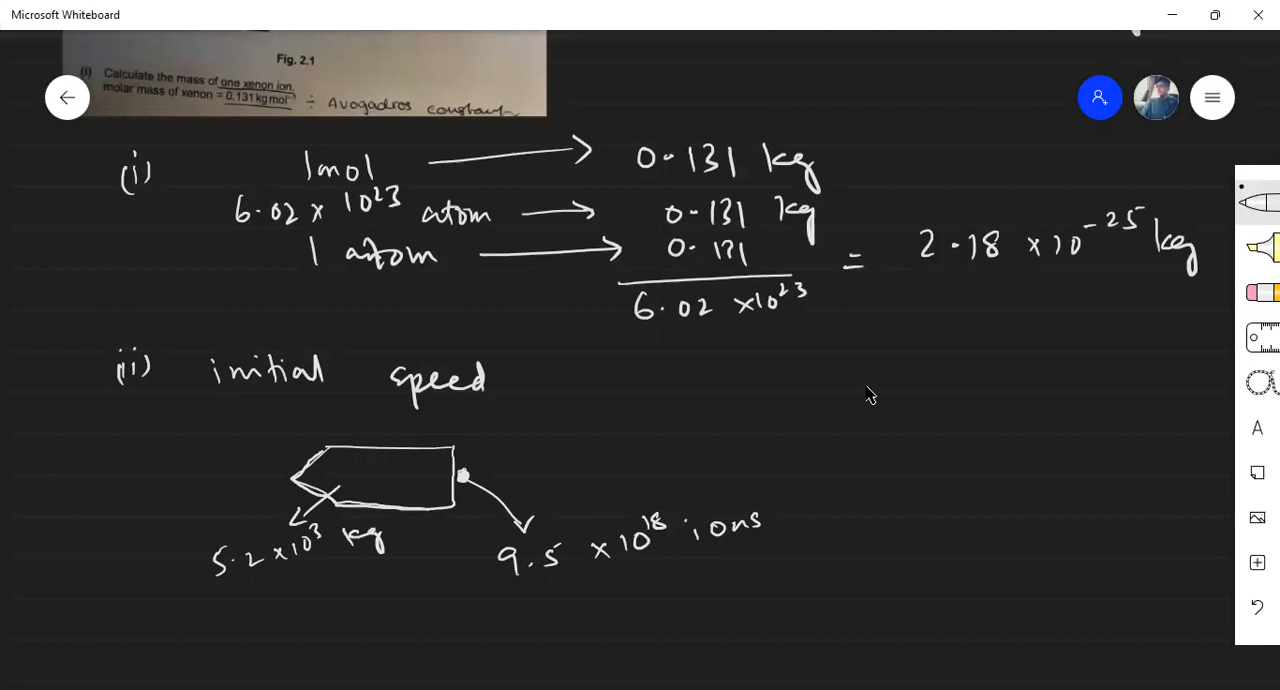 Microsoft Whiteboard
Fig. 2.1
(i) Calculate the mass of one xenon ion.
molar mass of xenon = 0.131 kg mol⁻¹ ÷ Avogadros constant
(i) 1mol → 0.131 kg
6.02 × 10²³ atom → 0.131 kg
1 atom → 0.131 / 6.02 × 10²³ = 2.18 × 10⁻²⁵ kg
(ii) initial speed
5.2 × 10³ kg
9.5 × 10¹⁸ ions
A